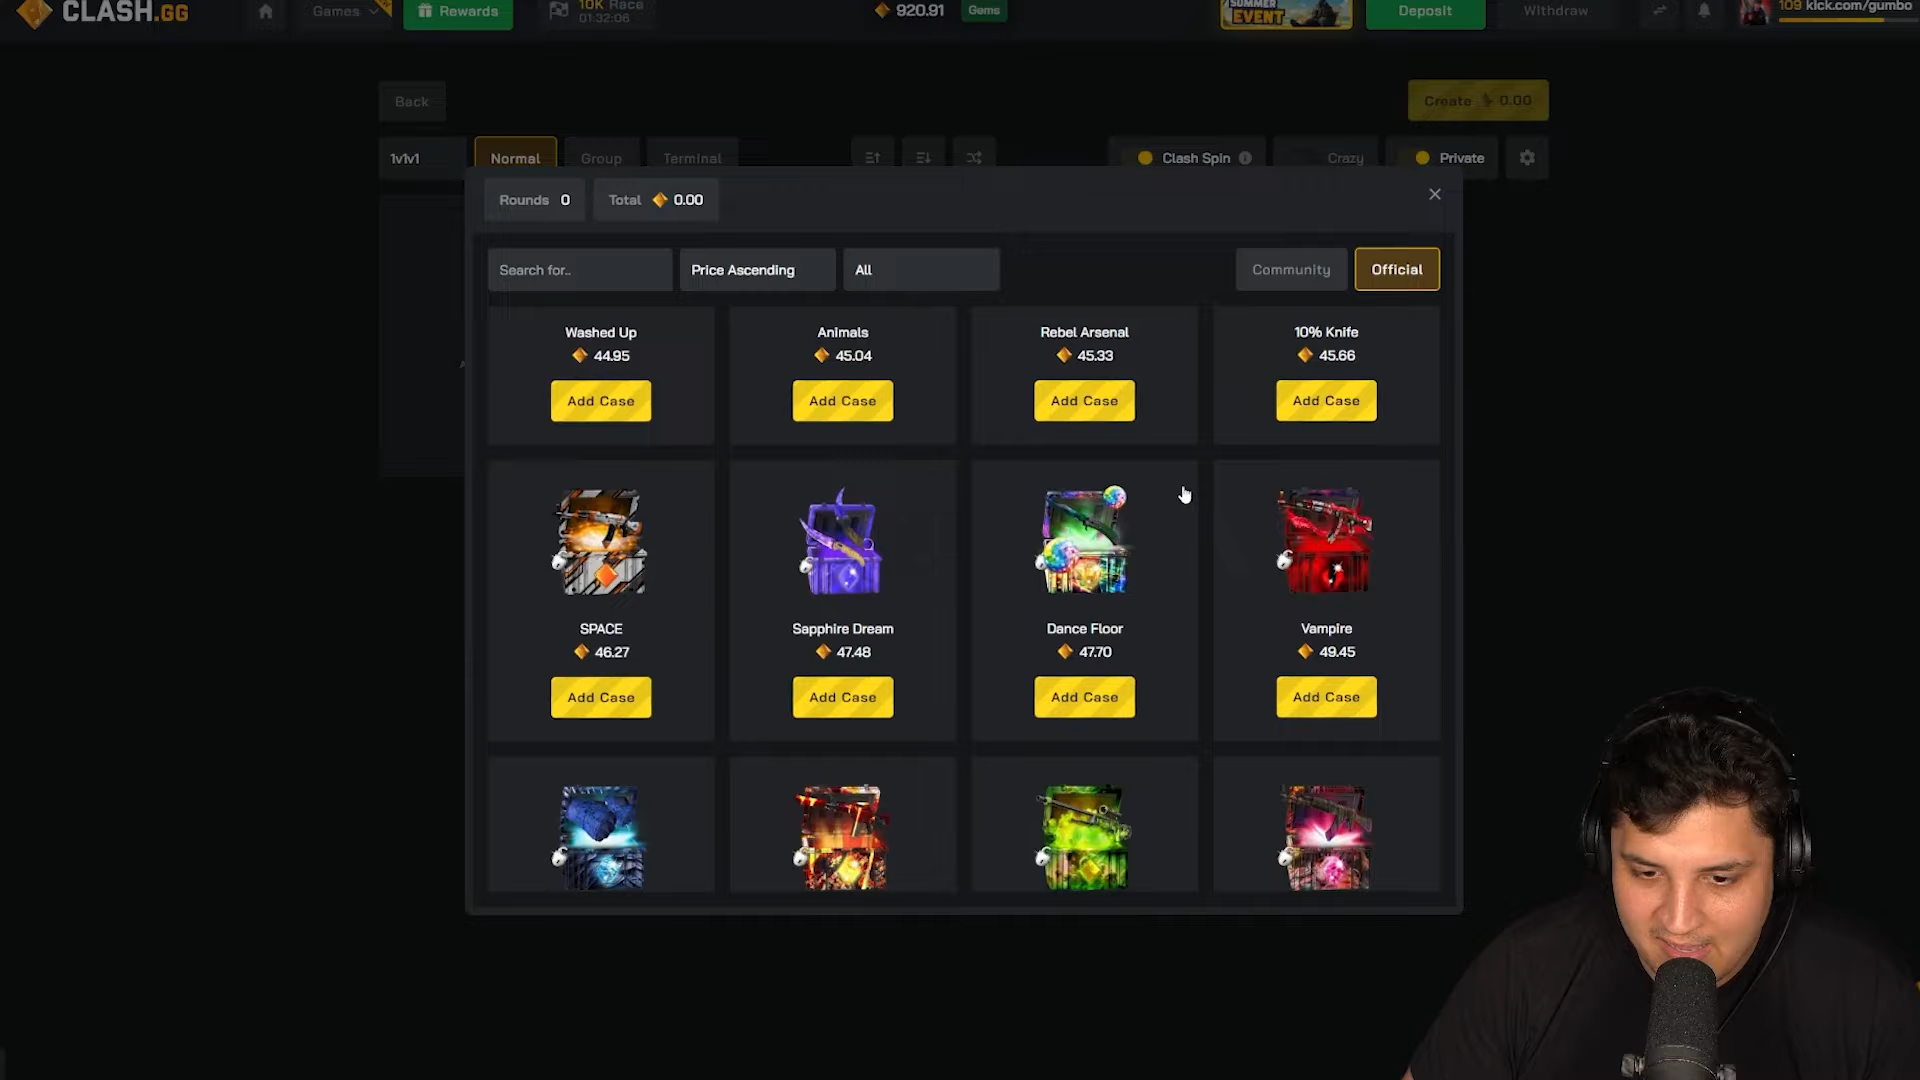 CLASH.GG
Games
Rewards
10K Race
01:32:06
920.91
Gems
SUMMER
EVENT
Deposit
Withdraw
109 kick.com/gumbo
Back
Create 0.00
1v1v1
Normal
Group
Terminal
Clash Spin
Crazy
Private
Rounds 0
Total 0.00
Search for..
Price Ascending
All
Community
Official
Washed Up
44.95
Add Case
Animals
45.04
Add Case
Rebel Arsenal
45.33
Add Case
10% Knife
45.66
Add Case
SPACE
46.27
Add Case
Sapphire Dream
47.48
Add Case
Dance Floor
47.70
Add Case
Vampire
49.45
Add Case